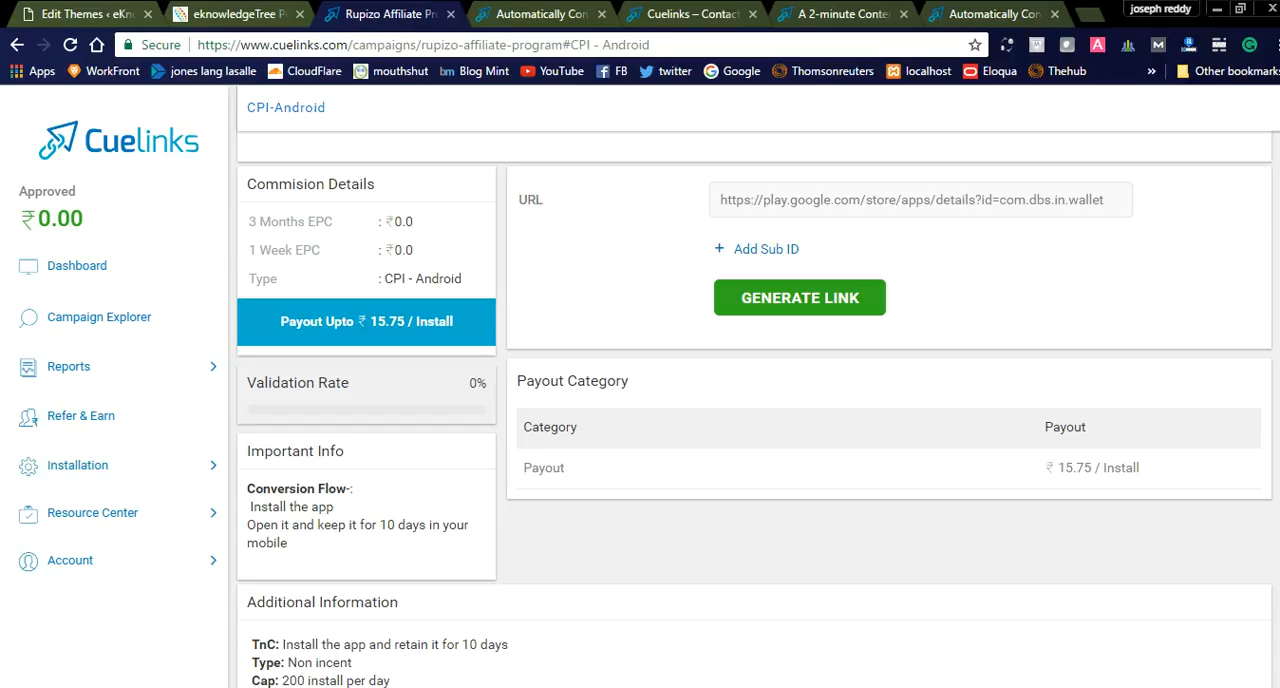 joseph reddy
Edit Themes ‹ eKn
eknowledgeTree P
Rupizo Affiliate Pr
Automatically Con
Cuelinks – Contact
A 2-minute Conte
Automatically Con
Secure
https://www.cuelinks.com/campaigns/rupizo-affiliate-program#CPI - Android
Apps
WorkFront
jones lang lasalle
CloudFlare
mouthshut
bm Blog Mint
YouTube
FB
twitter
Google
Thomsonreuters
localhost
Eloqua
Thehub
»
Other bookmarks
CPI-Android
Cuelinks
Approved
₹0.00
Dashboard
Campaign Explorer
Reports
Refer & Earn
Installation
Resource Center
Account
Commision Details
3 Months EPC : ₹0.0
1 Week EPC : ₹0.0
Type : CPI - Android
Payout Upto ₹ 15.75 / Install
Validation Rate 0%
Important Info
Conversion Flow-:
Install the app
Open it and keep it for 10 days in your
mobile
URL
https://play.google.com/store/apps/details?id=com.dbs.in.wallet
+ Add Sub ID
GENERATE LINK
Payout Category
Category Payout
Payout ₹ 15.75 / Install
Additional Information
TnC: Install the app and retain it for 10 days
Type: Non incent
Cap: 200 install per day